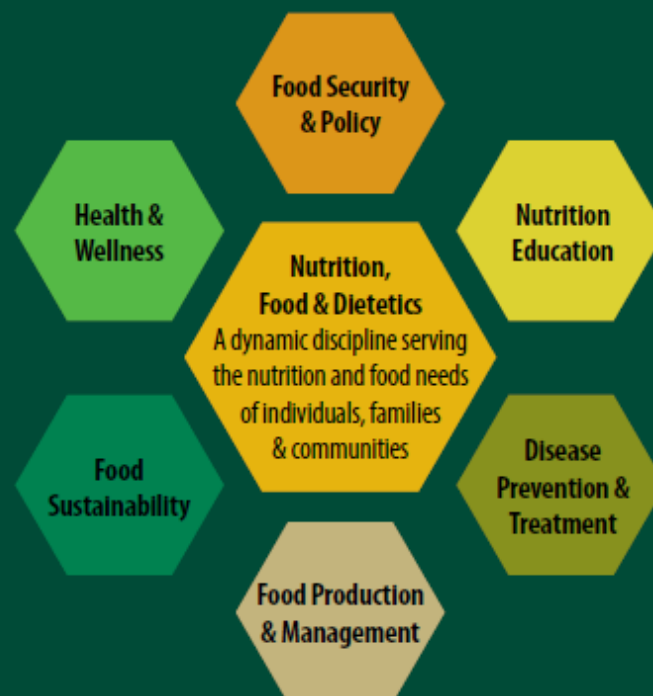 Food Security
& Policy
Health &
Wellness
Nutrition
Education
Nutrition,
Food & Dietetics
A dynamic discipline serving
the nutrition and food needs
of individuals, families
& communities
Food
Sustainability
Disease
Prevention &
Treatment
Food Production
& Management